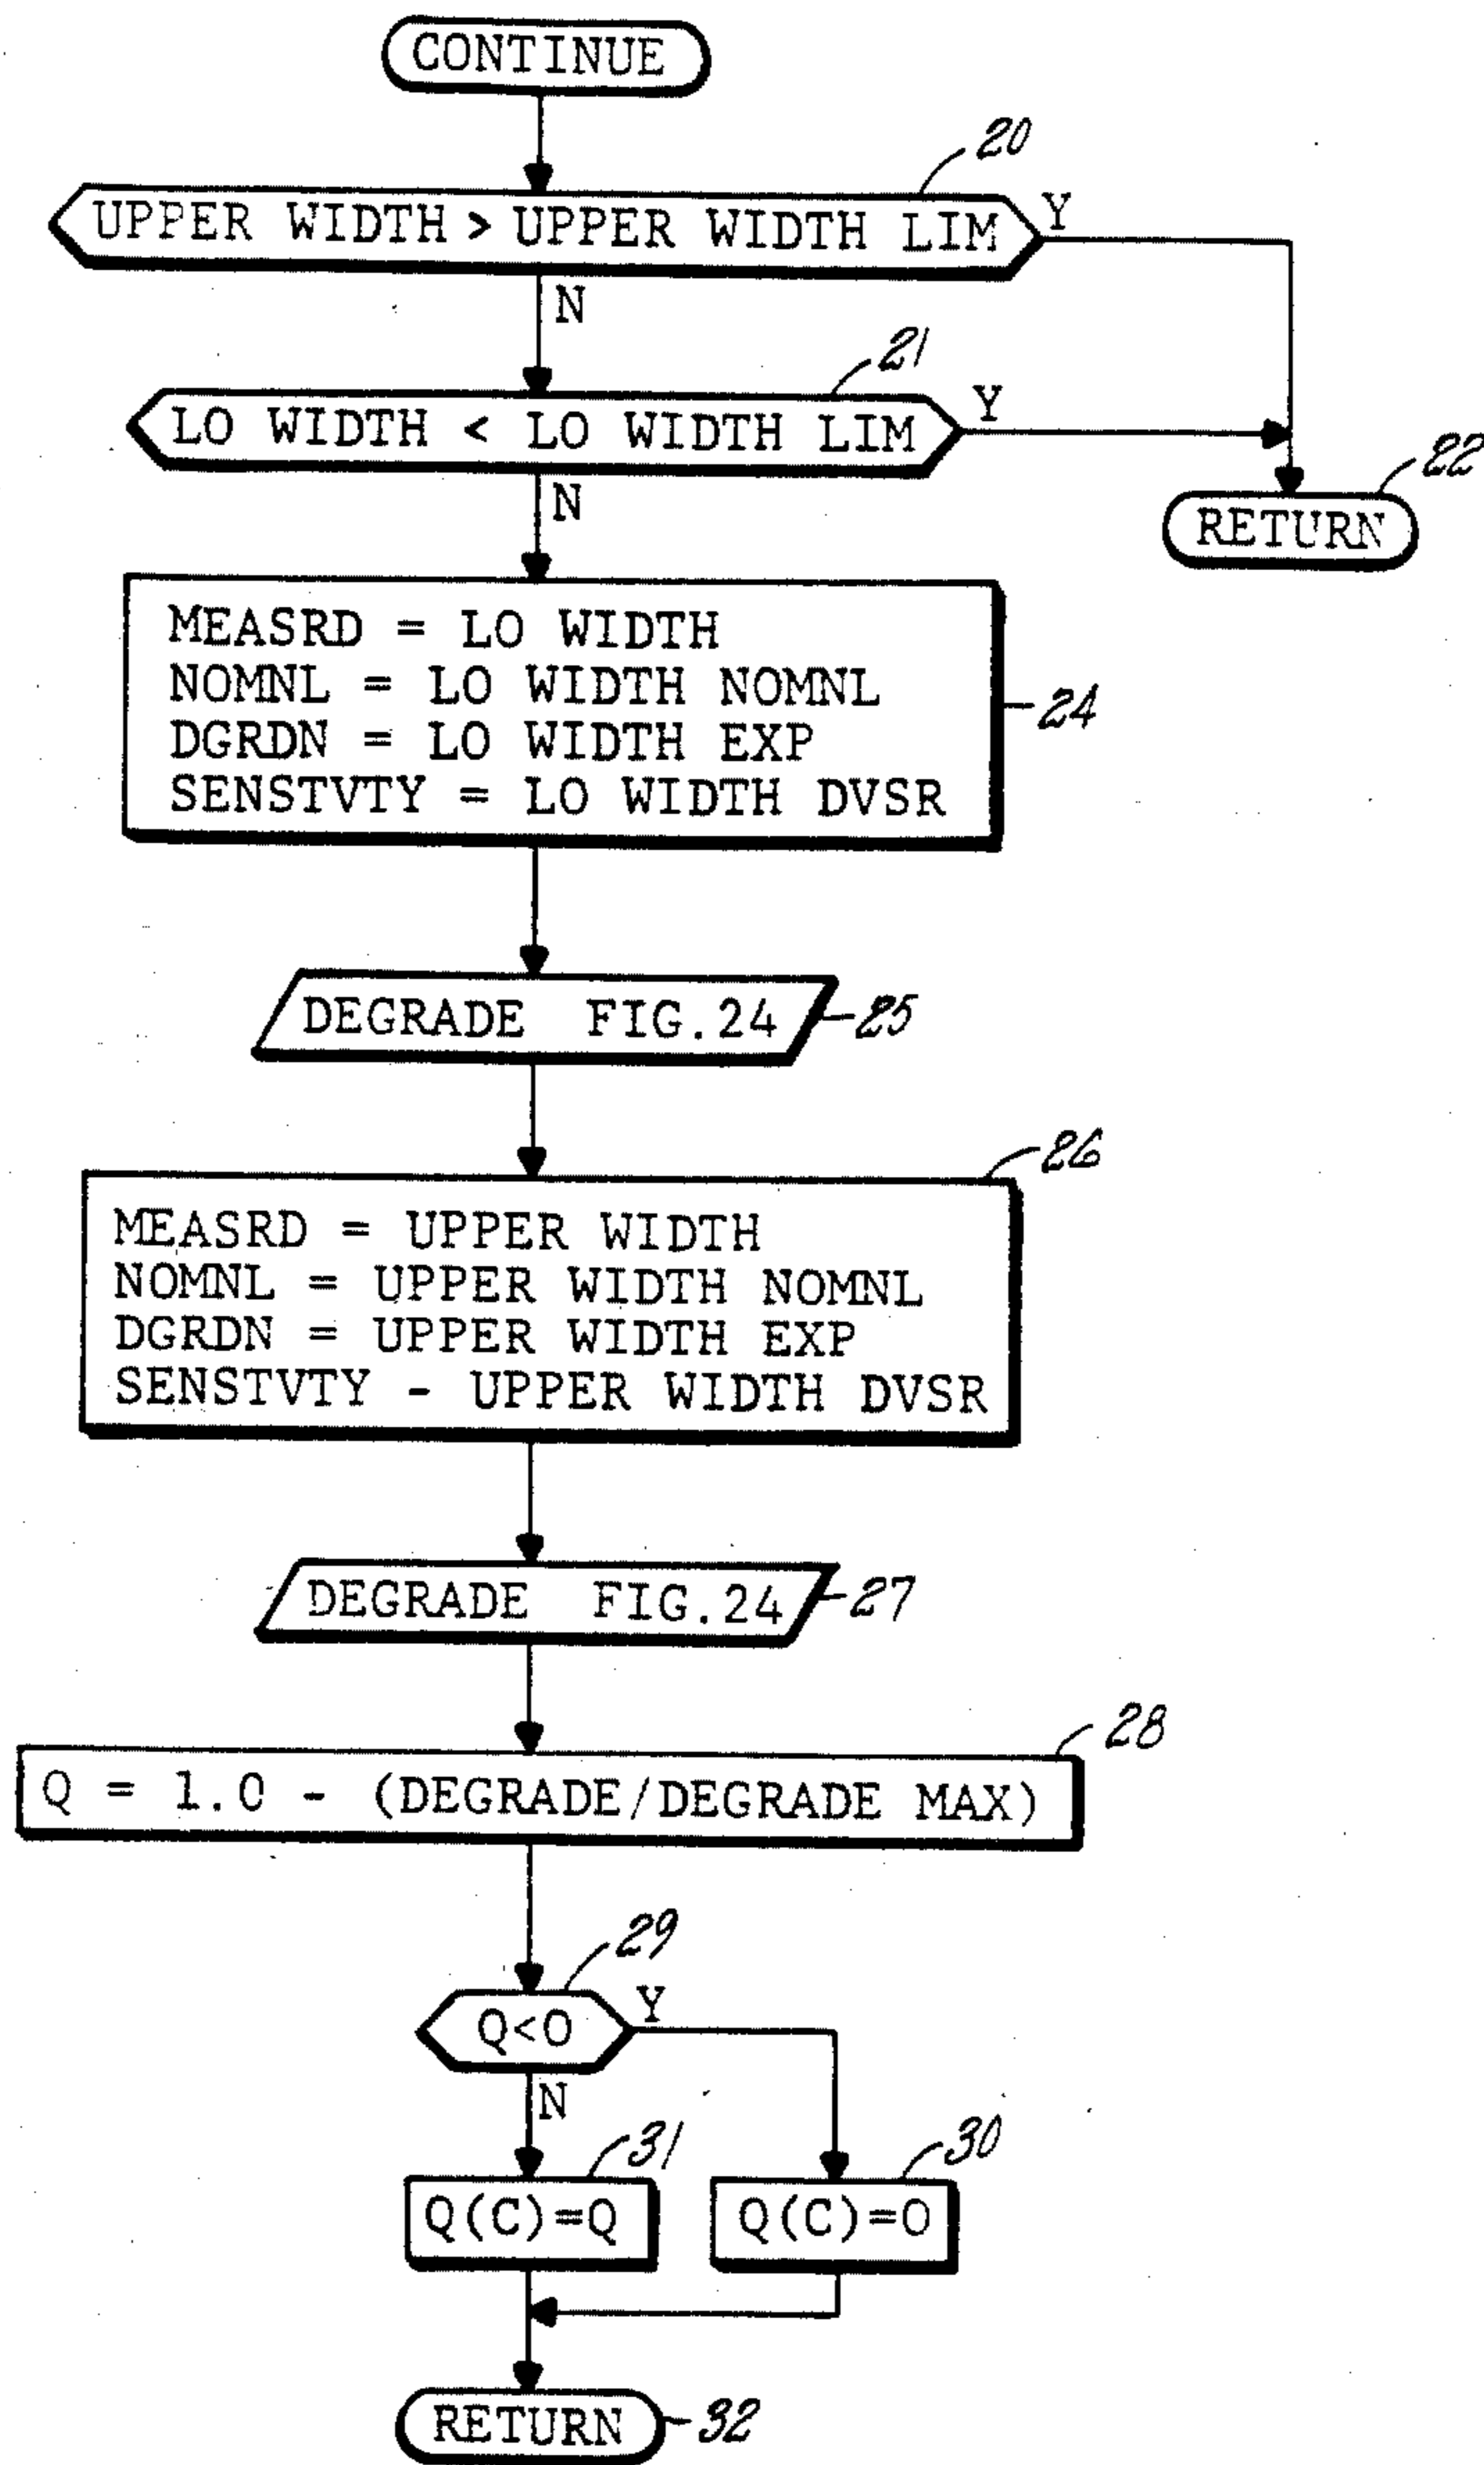 CONTINUE
20
UPPER WIDTH > UPPER WIDTH LIM
Y
N
21
LO WIDTH < LO WIDTH LIM
Y
N
22
RETURN
MEASRD = LO WIDTH
NOMNL = LO WIDTH NOMNL
DGRDN = LO WIDTH EXP
SENSTVTY = LO WIDTH DVSR
24
DEGRADE FIG.24
25
26
MEASRD = UPPER WIDTH
NOMNL = UPPER WIDTH NOMNL
DGRDN = UPPER WIDTH EXP
SENSTVTY - UPPER WIDTH DVSR
DEGRADE FIG.24
27
28
Q = 1.0 - (DEGRADE/DEGRADE MAX)
29
Q<0
Y
N
31
30
Q(C)=Q
Q(C)=0
RETURN
32